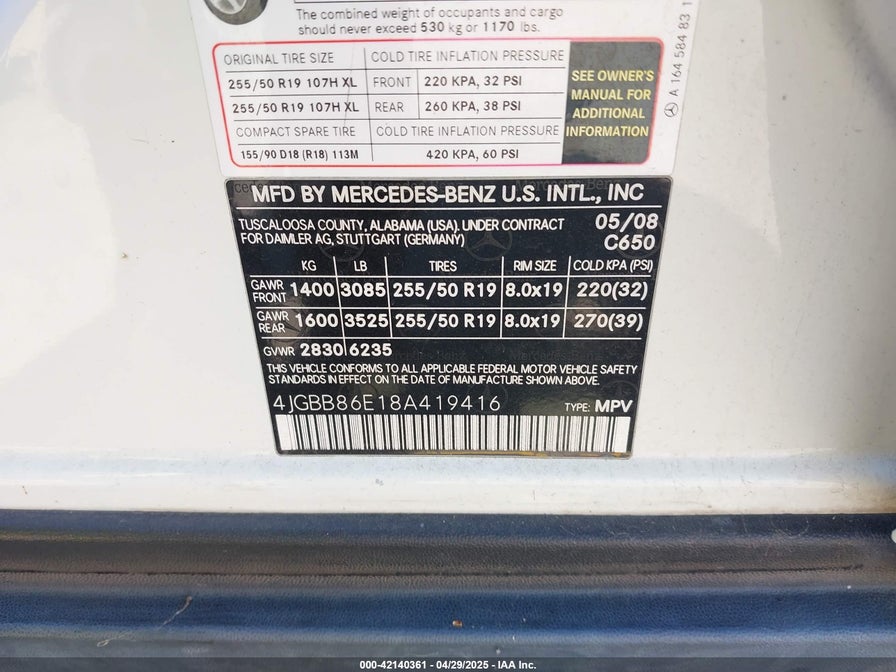 The combined weight of occupants and cargo
should never exceed 530 kg or 1170 lbs.
ORIGINAL TIRE SIZE COLD TIRE INFLATION PRESSURE
255/50 R19 107H XL FRONT 220 KPA, 32 PSI
255/50 R19 107H XL REAR 260 KPA, 38 PSI
COMPACT SPARE TIRE COLD TIRE INFLATION PRESSURE
155/90 D18 (R18) 113M 420 KPA, 60 PSI
SEE OWNER'S
MANUAL FOR
ADDITIONAL
INFORMATION
A 164 584 83 1
MFD BY MERCEDES-BENZ U.S. INTL., INC
TUSCALOOSA COUNTY, ALABAMA (USA). UNDER CONTRACT 05/08
FOR DAIMLER AG, STUTTGART (GERMANY) C650
KG LB TIRES RIM SIZE COLD KPA (PSI)
GAWR FRONT 1400 3085 255/50 R19 8.0x19 220(32)
GAWR REAR 1600 3525 255/50 R19 8.0x19 270(39)
GVWR 2830 6235
THIS VEHICLE CONFORMS TO ALL APPLICABLE FEDERAL MOTOR VEHICLE SAFETY
STANDARDS IN EFFECT ON DATE OF MANUFACTURE SHOWN ABOVE.
4JGBB86E18A419416 TYPE: MPV
000-42140361 - 04/29/2025 - IAA Inc.